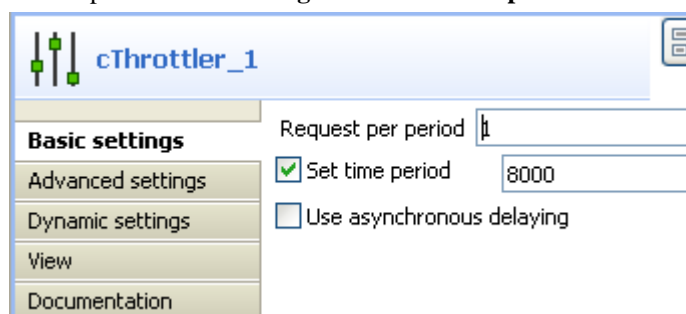 cThrottler_1
Basic settings
Request per period 1
Advanced settings
Set time period 8000
Dynamic settings
Use asynchronous delaying
View
Documentation